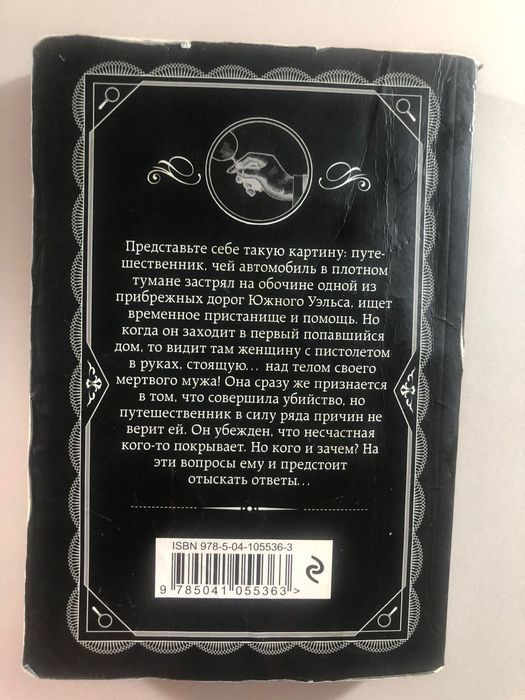 Представьте себе такую картину: путе-
шественник, чей автомобиль в плотном
тумане застрял на обочине одной из
прибрежных дорог Южного Уэльса, ищет
временное пристанище и помощь. Но
когда он заходит в первый попавшийся
дом, то видит там женщину с пистолетом
в руках, стоящую… над телом своего
мертвого мужа! Она сразу же признается
в том, что совершила убийство, но
путешественник в силу ряда причин не
верит ей. Он убежден, что несчастная
кого-то покрывает. Но кого и зачем? На
эти вопросы ему и предстоит
отыскать ответы…
ISBN 978-5-04-105536-3
9 785041 055363 >